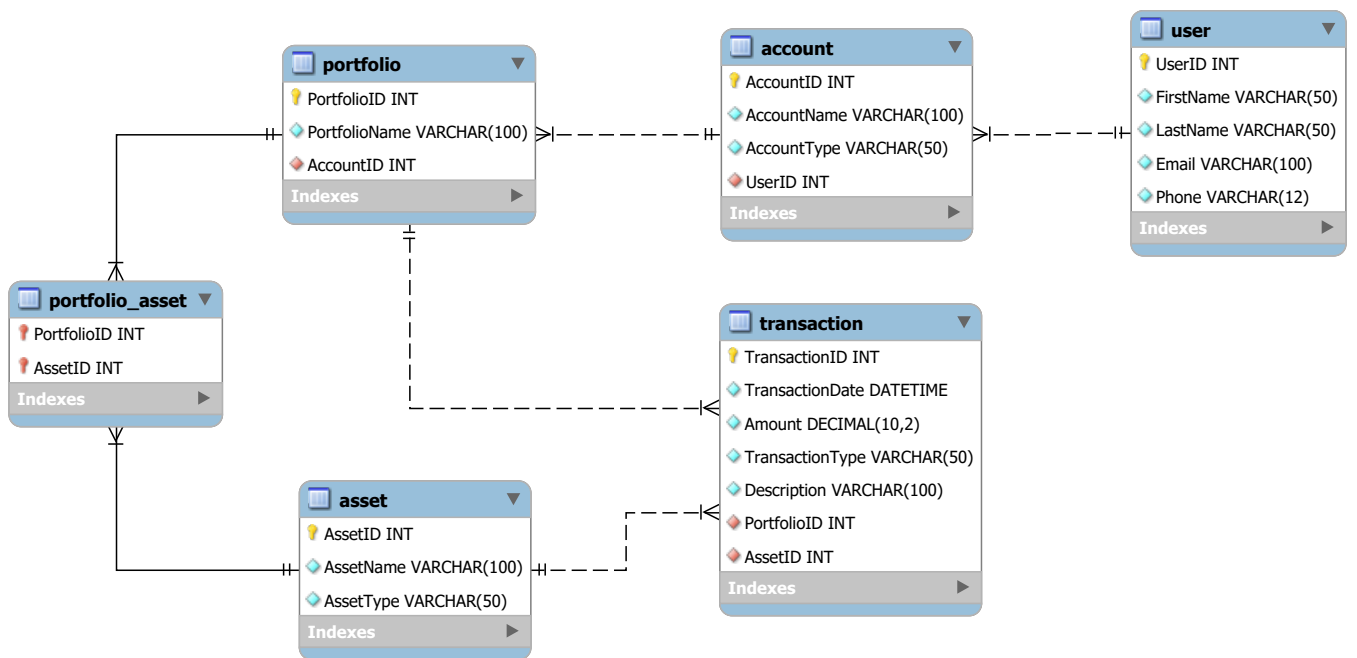 portfolio
PortfolioID INT
PortfolioName VARCHAR(100)
AccountID INT
Indexes
account
AccountID INT
AccountName VARCHAR(100)
AccountType VARCHAR(50)
UserID INT
Indexes
user
UserID INT
FirstName VARCHAR(50)
LastName VARCHAR(50)
Email VARCHAR(100)
Phone VARCHAR(12)
Indexes
portfolio_asset
PortfolioID INT
AssetID INT
Indexes
transaction
TransactionID INT
TransactionDate DATETIME
Amount DECIMAL(10,2)
TransactionType VARCHAR(50)
Description VARCHAR(100)
PortfolioID INT
AssetID INT
Indexes
asset
AssetID INT
AssetName VARCHAR(100)
AssetType VARCHAR(50)
Indexes